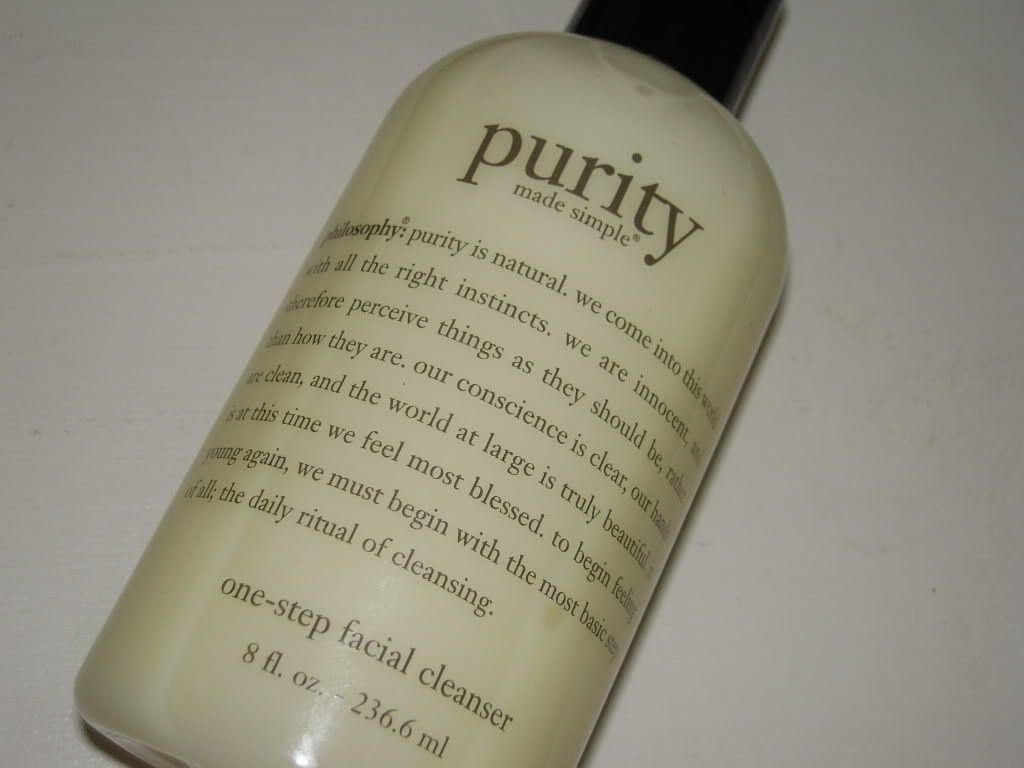 purity
made simple®
philosophy®: purity is natural. we come into this world
with all the right instincts. we are innocent, and
therefore perceive things as they should be, rather
than how they are. our conscience is clear, our hands
are clean, and the world at large is truly beautiful. it
is at this time we feel most blessed. to begin feeling
young again, we must begin with the most basic step
of all; the daily ritual of cleansing.
one-step facial cleanser
8 fl. oz. - 236.6 ml